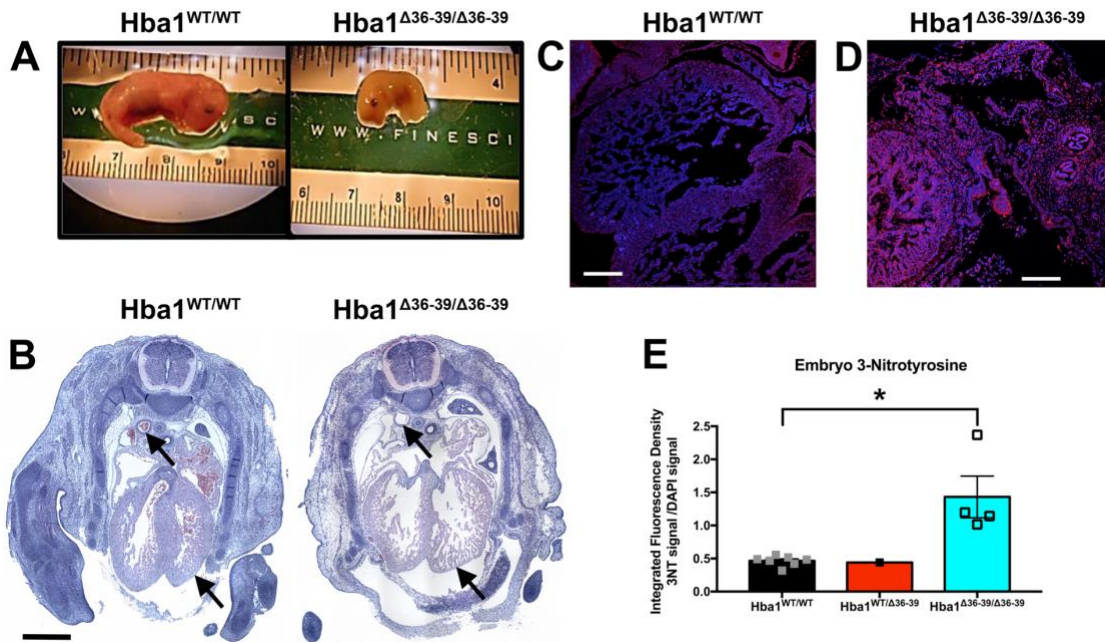 Hba1WT/WT
Hba1Δ36-39/Δ36-39
Hba1WT/WT
Hba1Δ36-39/Δ36-39
A
W
SC
7 8 9 10
4
WWW.FINESCI
6 7 8 9 10
C
D
Hba1WT/WT
Hba1Δ36-39/Δ36-39
B
E
Embryo 3-Nitrotyrosine
*
Integrated Fluorescence Density
3NT signal /DAPI signal
2.5
2.0
1.5
1.0
0.5
0.0
Hba1WT/WT
Hba1WT/Δ36-39
Hba1Δ36-39/Δ36-39